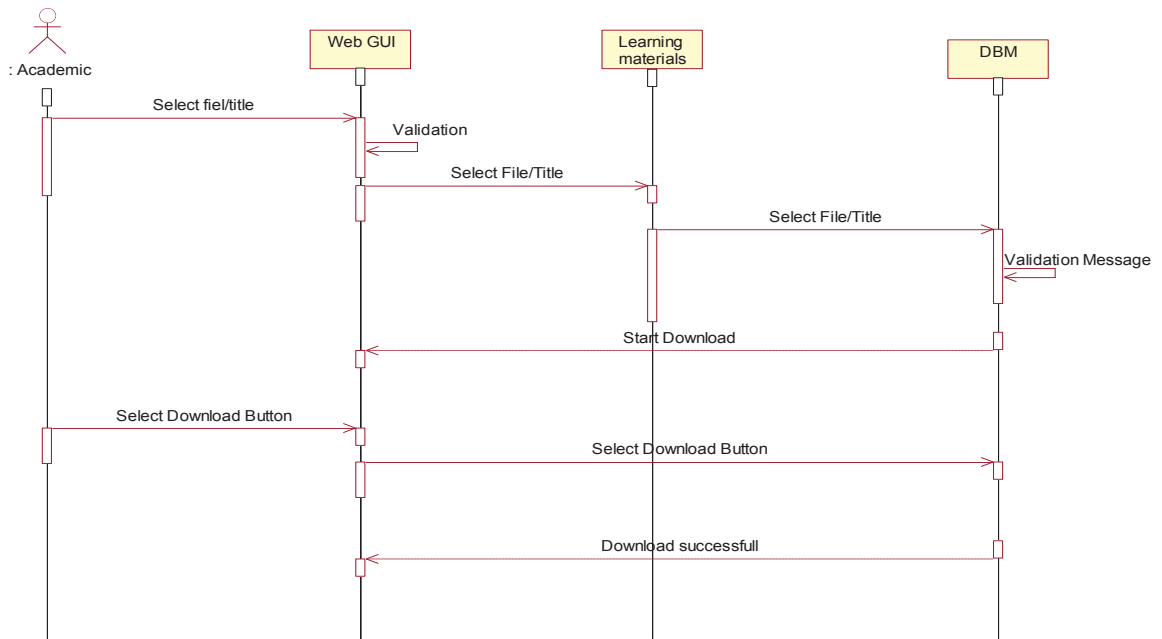 : Academic
Web GUI
Learning
materials
DBM
Select fiel/title
Validation
Select File/Title
Select File/Title
Validation Message
Start Download
Select Download Button
Select Download Button
Download successfull